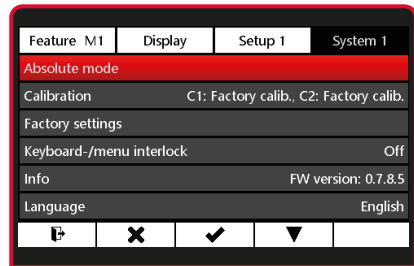 Feature M1 Display Setup 1 System 1
Absolute mode
Calibration C1: Factory calib., C2: Factory calib.
Factory settings
Keyboard-/menu interlock Off
Info FW version: 0.7.8.5
Language English